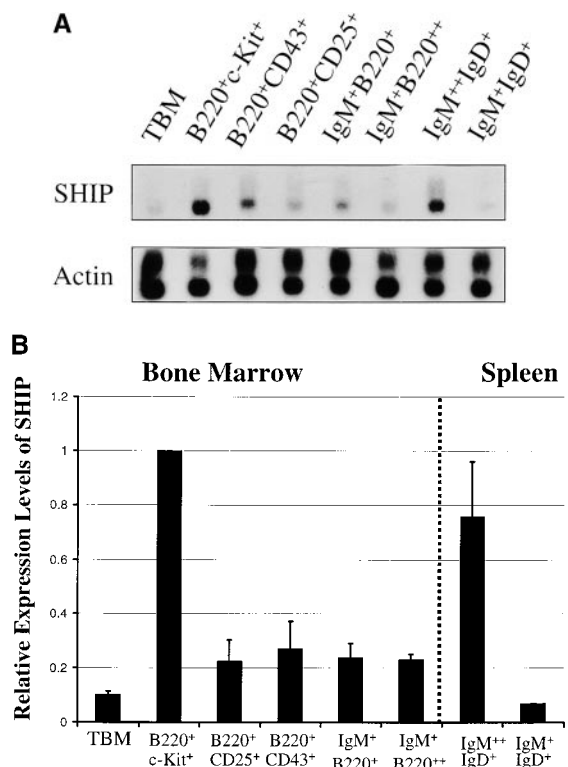 A
TBM
B220⁺c-Kit⁺
B220⁺CD43⁺
B220⁺CD25⁺
IgM⁺B220⁺
IgM⁺B220⁺⁺
IgM⁺⁺IgD⁺
IgM⁺IgD⁺
SHIP
Actin
B
Bone Marrow
Spleen
Relative Expression Levels of SHIP
1.2
1
0.8
0.6
0.4
0.2
0
TBM
B220⁺
c-Kit⁺
B220⁺
CD25⁺
B220⁺
CD43⁺
IgM⁺
B220⁺
IgM⁺
B220⁺⁺
IgM⁺⁺
IgD⁺
IgM⁺
IgD⁺